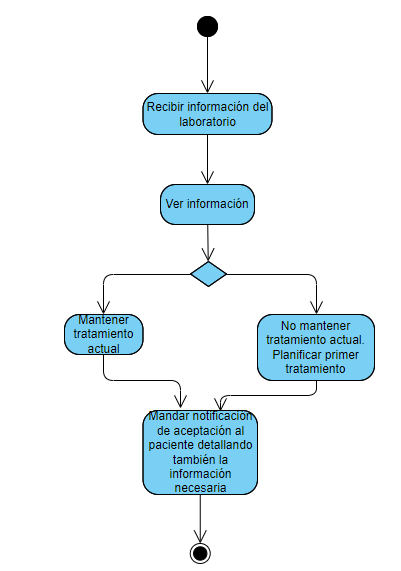 Recibir información del
laboratorio
Ver información
Mantener
tratamiento
actual
No mantener
tratamiento actual.
Planificar primer
tratamiento
Mandar notificación
de aceptación al
paciente detallando
también la
información
necesaria